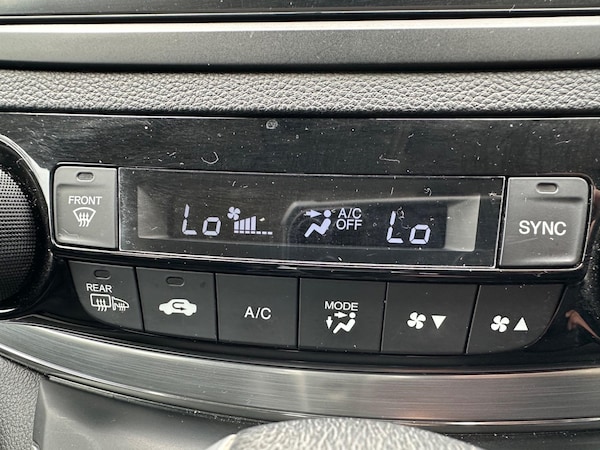 FRONT
Lo
A/C
OFF
Lo
SYNC
REAR
A/C
MODE